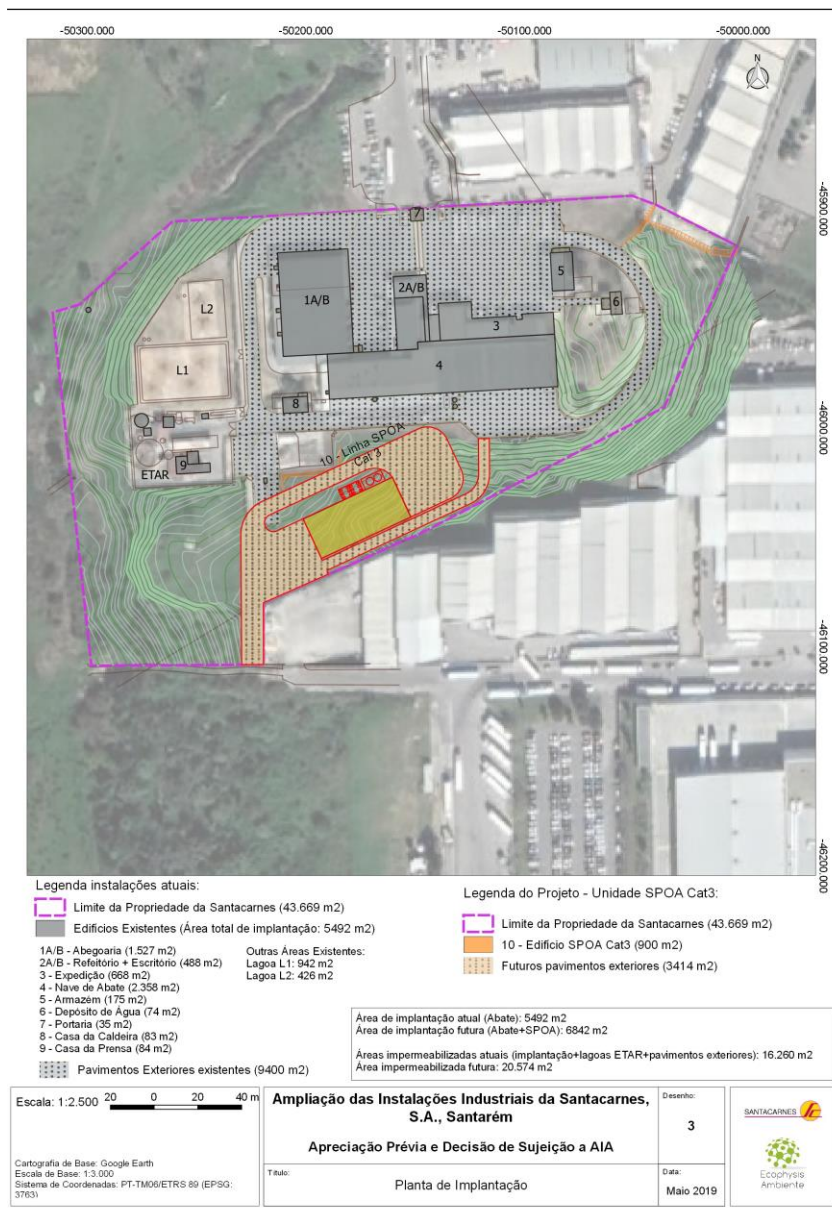 -50300.000
-50200.000
-50100.000
-50000.000
N
-45900.000
-46000.000
-46100.000
-46200.000
7
5
1A/B
2A/B
6
L2
3
L1
4
8
10 - Linha SPOA
Cat 3
9
ETAR
Legenda instalações atuais:
Limite da Propriedade da Santacarnes (43.669 m2)
Edifícios Existentes (Área total de implantação: 5492 m2)
1A/B - Abegoaria (1.527 m2)
2A/B - Refeitório + Escritório (488 m2)
3 - Expedição (668 m2)
4 - Nave de Abate (2.358 m2)
5 - Armazém (175 m2)
6 - Depósito de Água (74 m2)
7 - Portaria (35 m2)
8 - Casa da Caldeira (83 m2)
9 - Casa da Prensa (84 m2)
Outras Áreas Existentes:
Lagoa L1: 942 m2)
Lagoa L2: 426 m2)
Pavimentos Exteriores existentes (9400 m2)
Legenda do Projeto - Unidade SPOA Cat3:
Limite da Propriedade da Santacarnes (43.669 m2)
10 - Edifício SPOA Cat3 (900 m2)
Futuros pavimentos exteriores (3414 m2)
Área de implantação atual (Abate): 5492 m2
Área de implantação futura (Abate+SPOA): 6842 m2
Áreas impermeabilizadas atuais (implantação+lagoas ETAR+pavimentos exteriores): 16.260 m2
Área impermeabilizada futura: 20.574 m2
Escala: 1:2.500
20 0 20 40 m
Cartografia de Base: Google Earth
Escala de Base: 1:3.000
Sistema de Coordenadas: PT-TM06/ETRS 89 (EPSG:
3763)
Ampliação das Instalações Industriais da Santacarnes,
S.A., Santarém
Apreciação Prévia e Decisão de Sujeição a AIA
Título:
Planta de Implantação
Desenho:
3
Data:
Maio 2019
SANTACARNES
Ecophysis
Ambiente